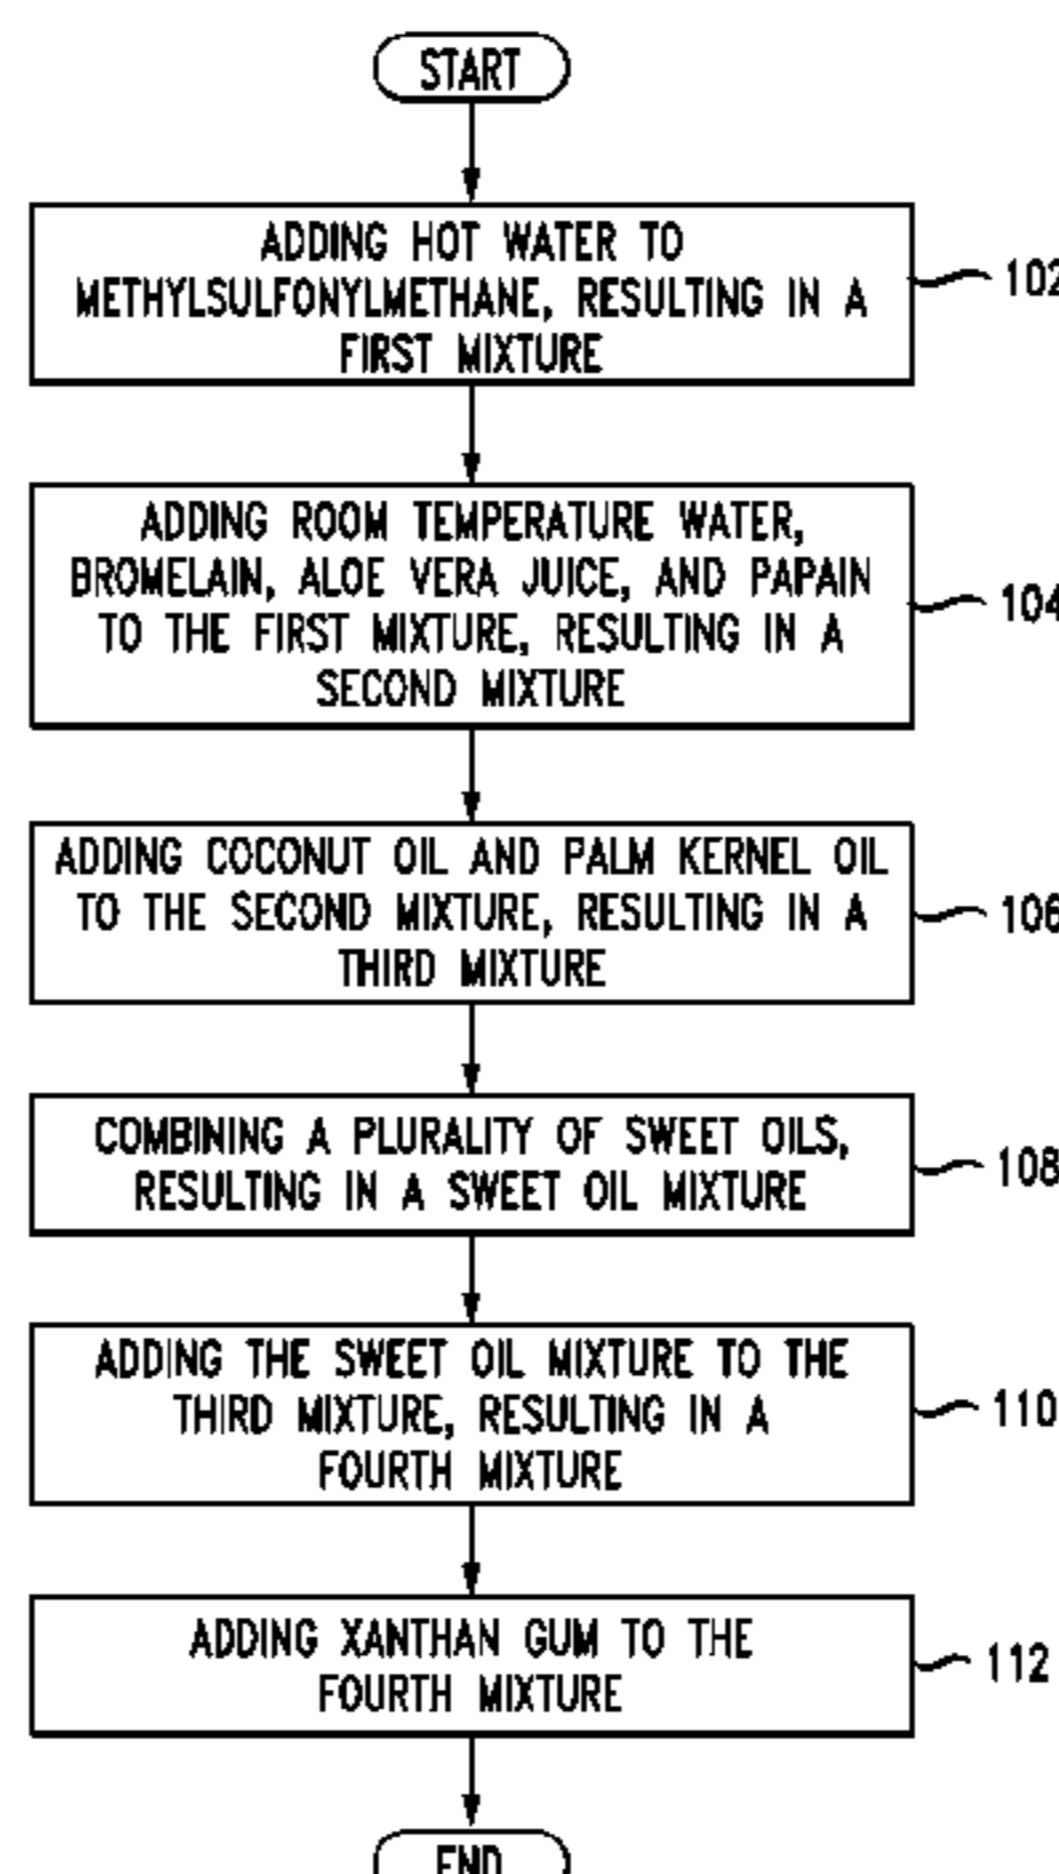 START
ADDING HOT WATER TO
METHYLSULFONYLMETHANE, RESULTING IN A
FIRST MIXTURE
102
ADDING ROOM TEMPERATURE WATER,
BROMELAIN, ALOE VERA JUICE, AND PAPAIN
TO THE FIRST MIXTURE, RESULTING IN A
SECOND MIXTURE
104
ADDING COCONUT OIL AND PALM KERNEL OIL
TO THE SECOND MIXTURE, RESULTING IN A
THIRD MIXTURE
106
COMBINING A PLURALITY OF SWEET OILS,
RESULTING IN A SWEET OIL MIXTURE
108
ADDING THE SWEET OIL MIXTURE TO THE
THIRD MIXTURE, RESULTING IN A
FOURTH MIXTURE
110
ADDING XANTHAN GUM TO THE
FOURTH MIXTURE
112
END